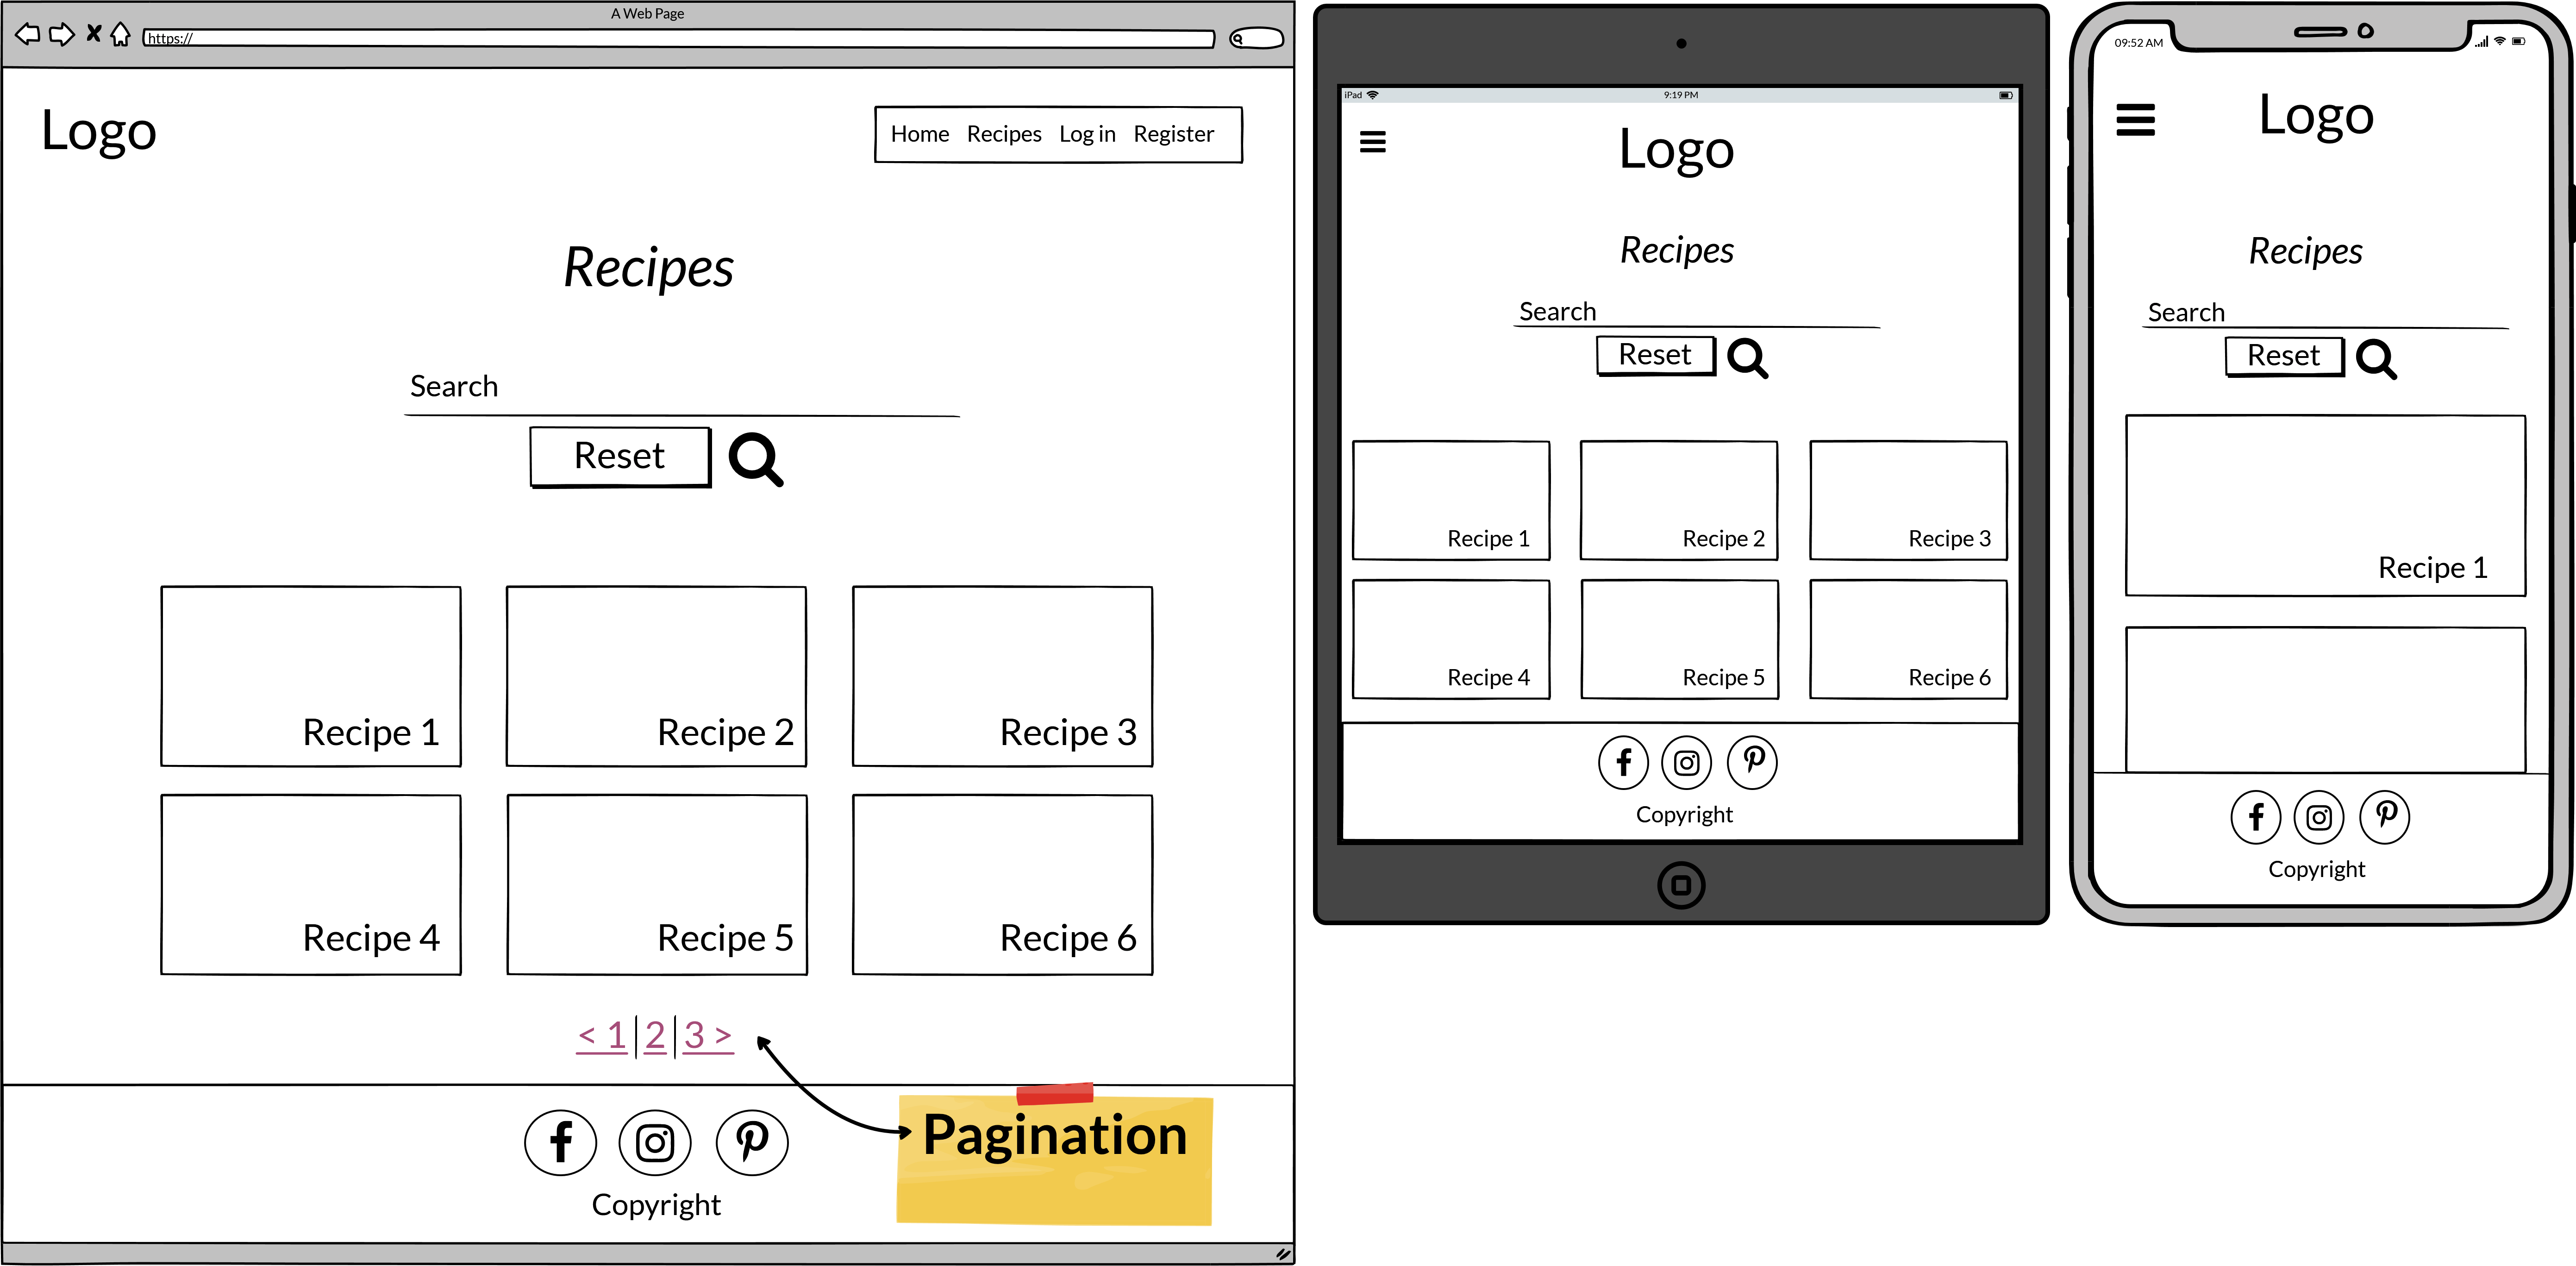 A Web Page
https://
Logo
Home Recipes Log in Register
Recipes
Search
Reset
Recipe 1 Recipe 2 Recipe 3
Recipe 4 Recipe 5 Recipe 6
< 1 | 2 | 3 >
Pagination
Copyright
iPad 9:19 PM
Logo
Recipes
Search
Reset
Recipe 1 Recipe 2 Recipe 3
Recipe 4 Recipe 5 Recipe 6
Copyright
09:52 AM
Logo
Recipes
Search
Reset
Recipe 1
Copyright